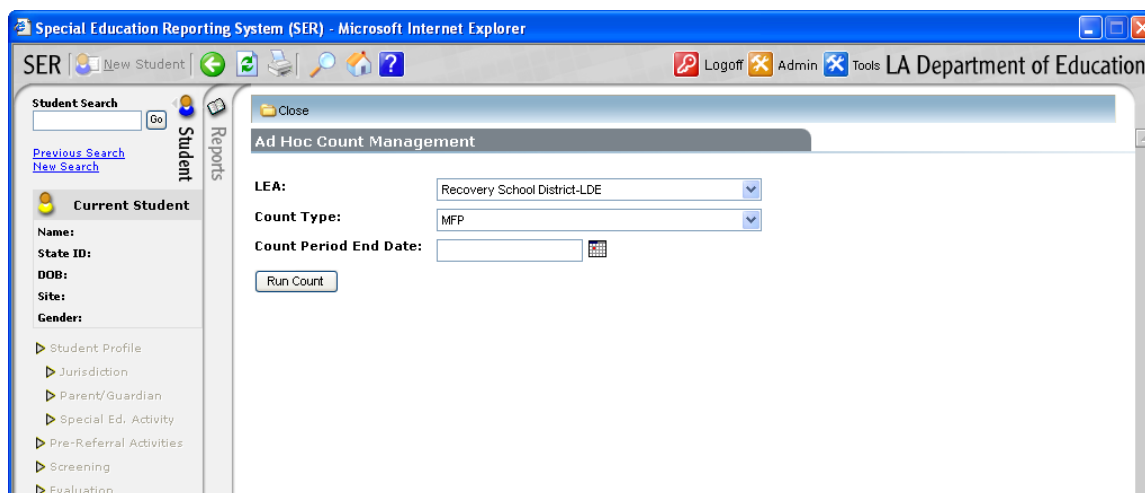 Special Education Reporting System (SER) - Microsoft Internet Explorer
SER New Student ? Logoff Admin Tools LA Department of Education
Student Search
Go
Previous Search
New Search
Student
Reports
Current Student
Name:
State ID:
DOB:
Site:
Gender:
Student Profile
Jurisdiction
Parent/Guardian
Special Ed. Activity
Pre-Referral Activities
Screening
Evaluation
Close
Ad Hoc Count Management
LEA: Recovery School District-LDE
Count Type: MFP
Count Period End Date:
Run Count